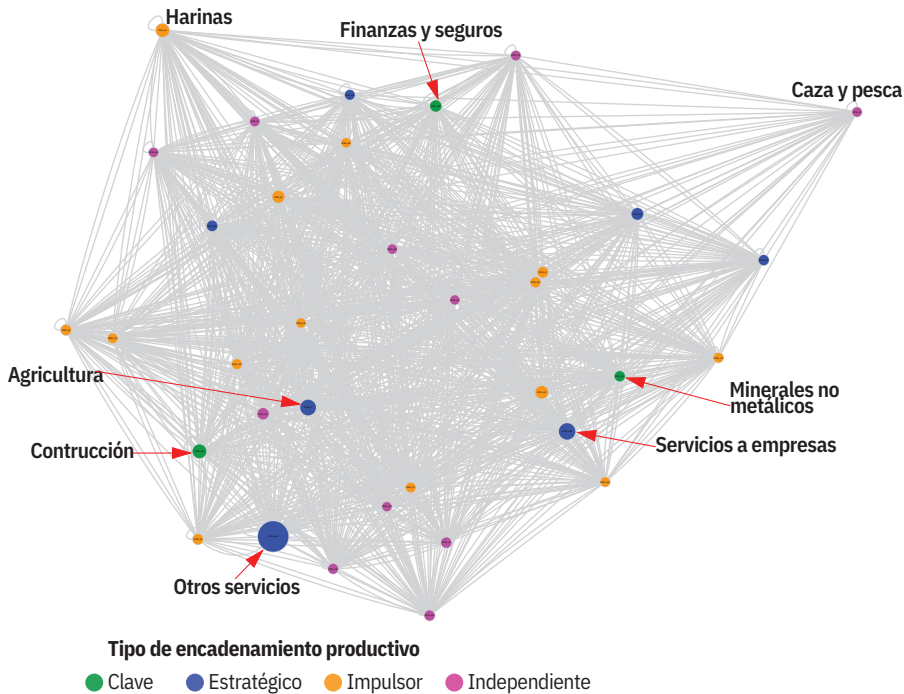 Harinas
Finanzas y seguros
Caza y pesca
Agricultura
Minerales no
metálicos
Contrucción
Servicios a empresas
Otros servicios
Tipo de encadenamiento productivo
Clave
Estratégico
Impulsor
Independiente